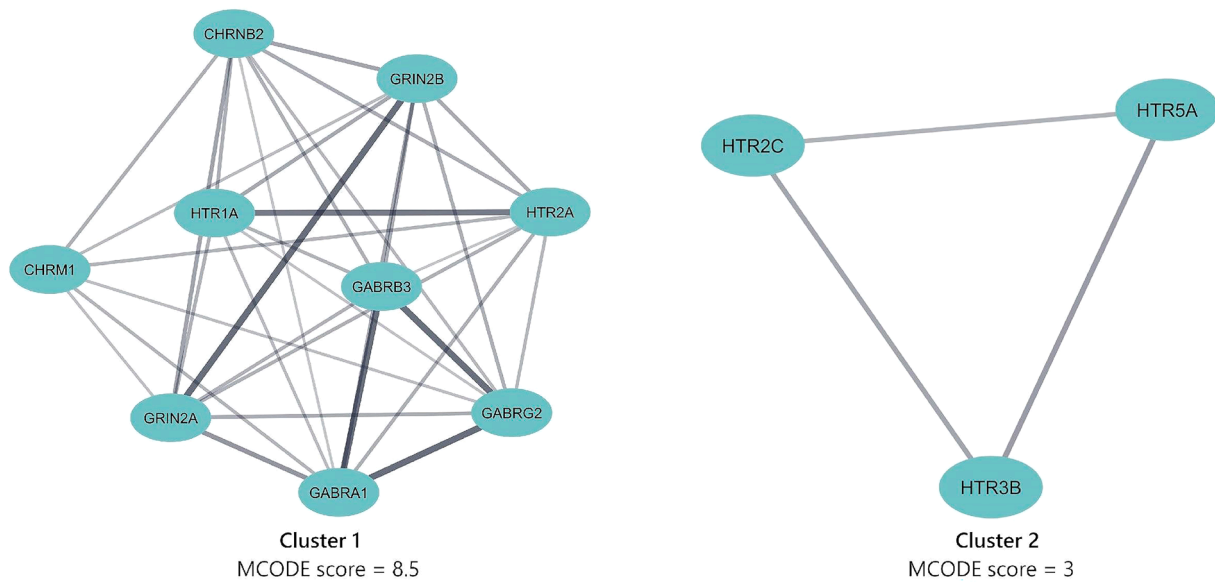 CHRNB2
GRIN2B
HTR1A
HTR2A
CHRM1
GABRB3
GRIN2A
GABRG2
GABRA1
Cluster 1
MCODE score = 8.5
HTR5A
HTR2C
HTR3B
Cluster 2
MCODE score = 3